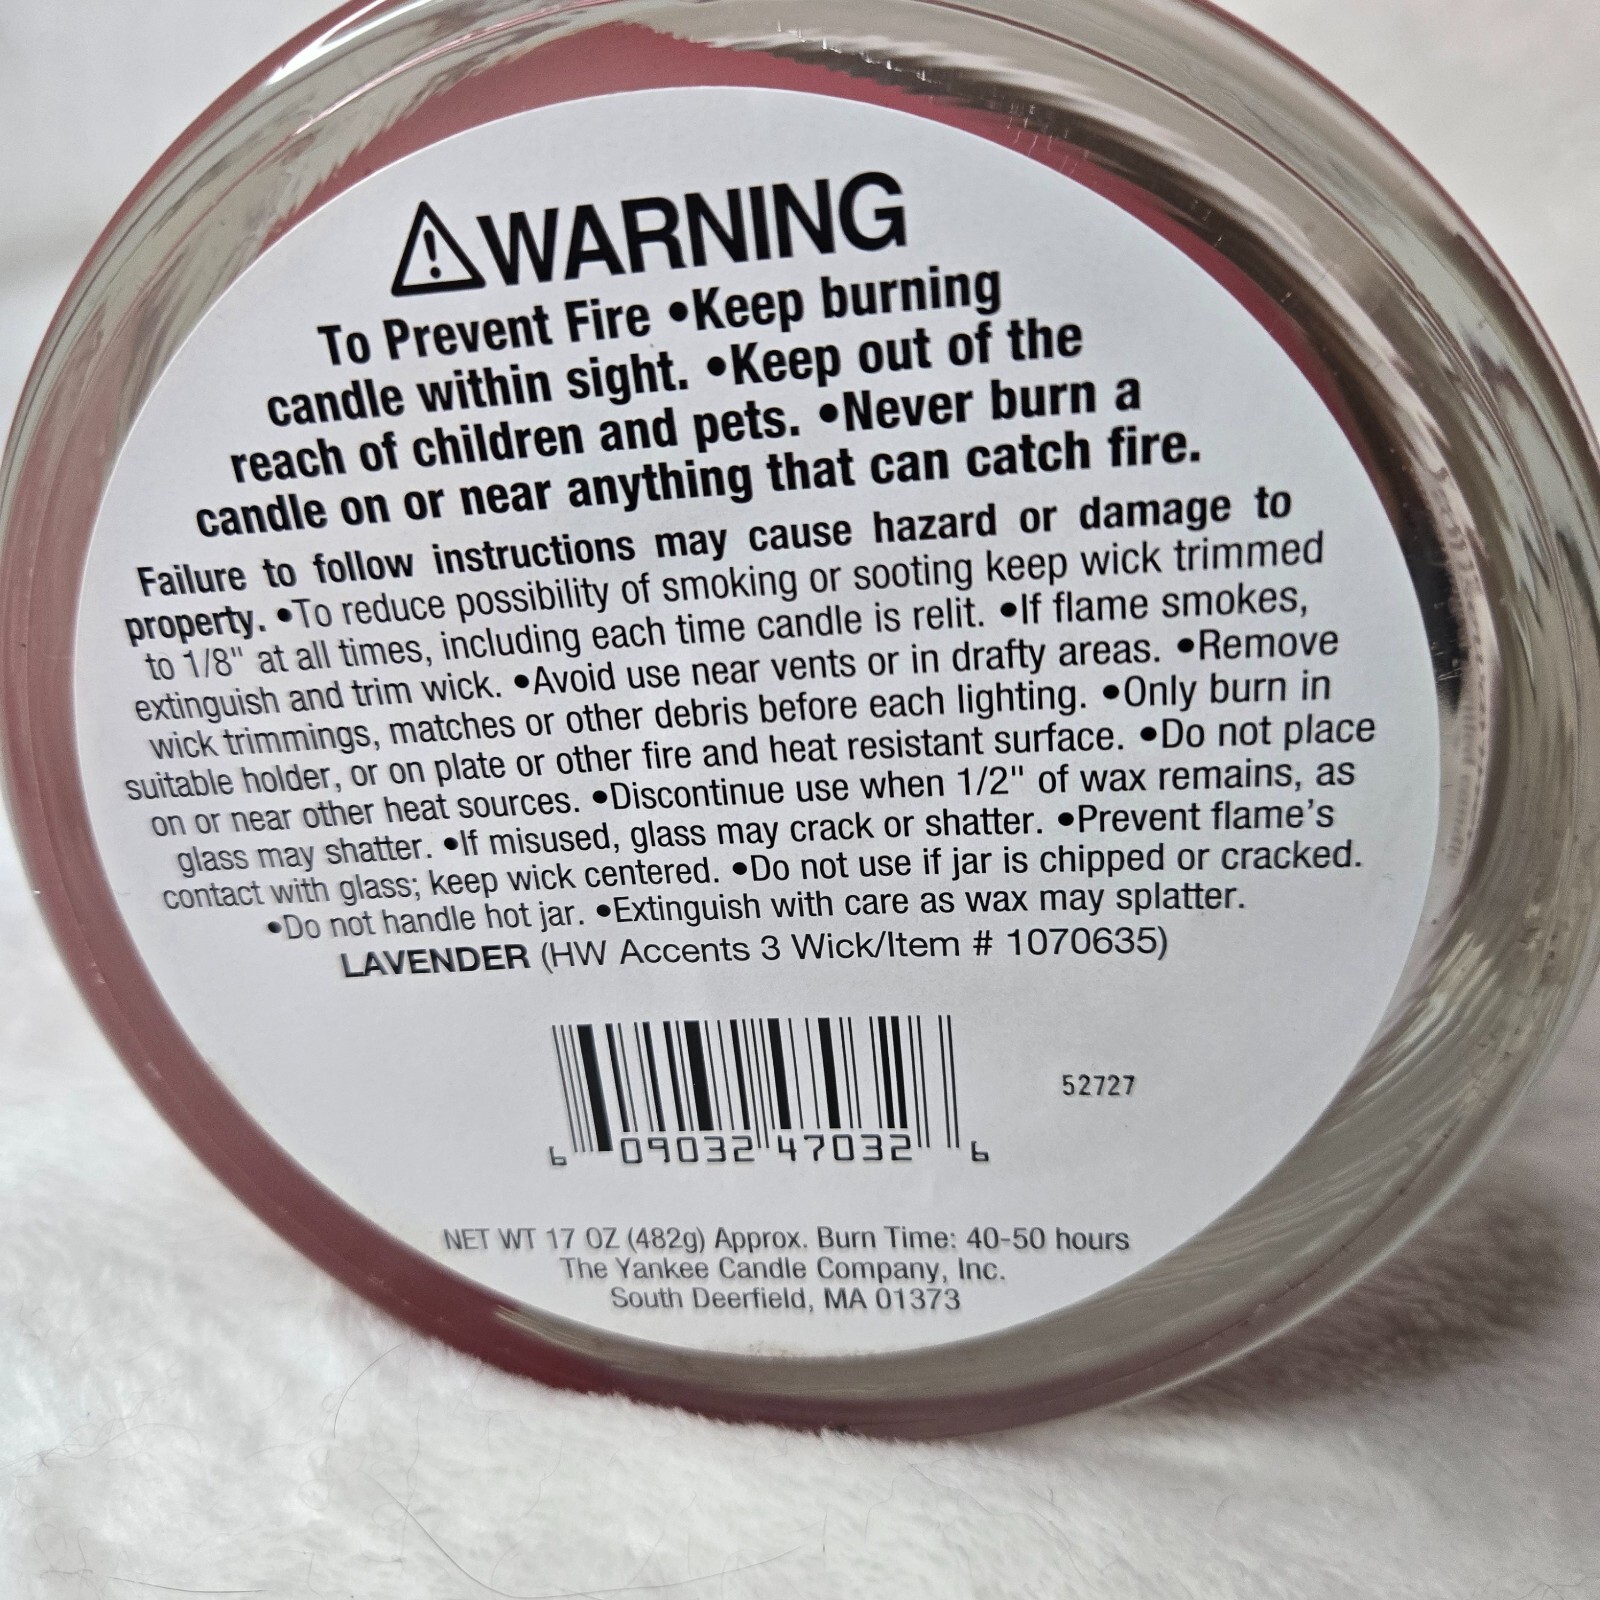 ⚠WARNING
To Prevent Fire •Keep burning
candle within sight. •Keep out of the
reach of children and pets. •Never burn a
candle on or near anything that can catch fire.
Failure to follow instructions may cause hazard or damage to
property. •To reduce possibility of smoking or sooting keep wick trimmed
to 1/8" at all times, including each time candle is relit. •If flame smokes,
extinguish and trim wick. •Avoid use near vents or in drafty areas. •Remove
wick trimmings, matches or other debris before each lighting. •Only burn in
suitable holder, or on plate or other fire and heat resistant surface. •Do not place
on or near other heat sources. •Discontinue use when 1/2" of wax remains, as
glass may shatter. •If misused, glass may crack or shatter. •Prevent flame's
contact with glass; keep wick centered. •Do not use if jar is chipped or cracked.
•Do not handle hot jar. •Extinguish with care as wax may splatter.
LAVENDER (HW Accents 3 Wick/Item # 1070635)
52727
6 09032 47032 6
NET WT 17 OZ (482g) Approx. Burn Time: 40-50 hours
The Yankee Candle Company, Inc.
South Deerfield, MA 01373